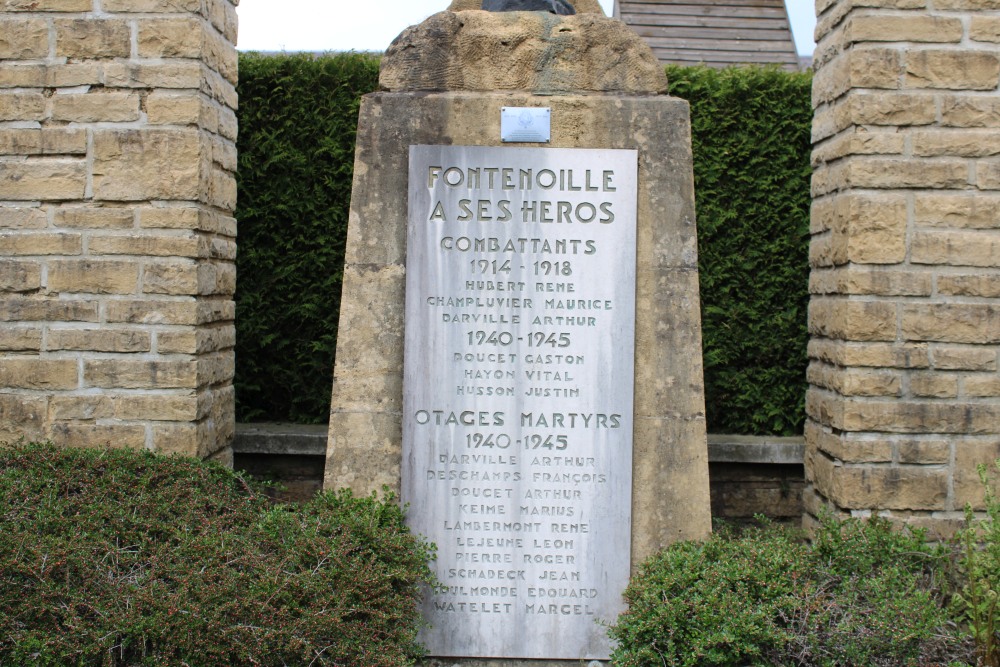 FONTENOILLE
A SES HEROS
COMBATTANTS
1914 - 1918
HUBERT RENE
CHAMPLUVIER MAURICE
DARVILLE ARTHUR
1940-1945
DOUCET GASTON
HAYON VITAL
HUSSON JUSTIN
OTAGES MARTYRS
1940-1945
DARVILLE ARTHUR
DESCHAMPS FRANÇOIS
DOUCET ARTHUR
KEIME MARIUS
LAMBERMONT RENE
LEJEUNE LEON
PIERRE ROGER
SCHABECK JEAN
TOULMONDE EDOUARD
WATELET MARCEL